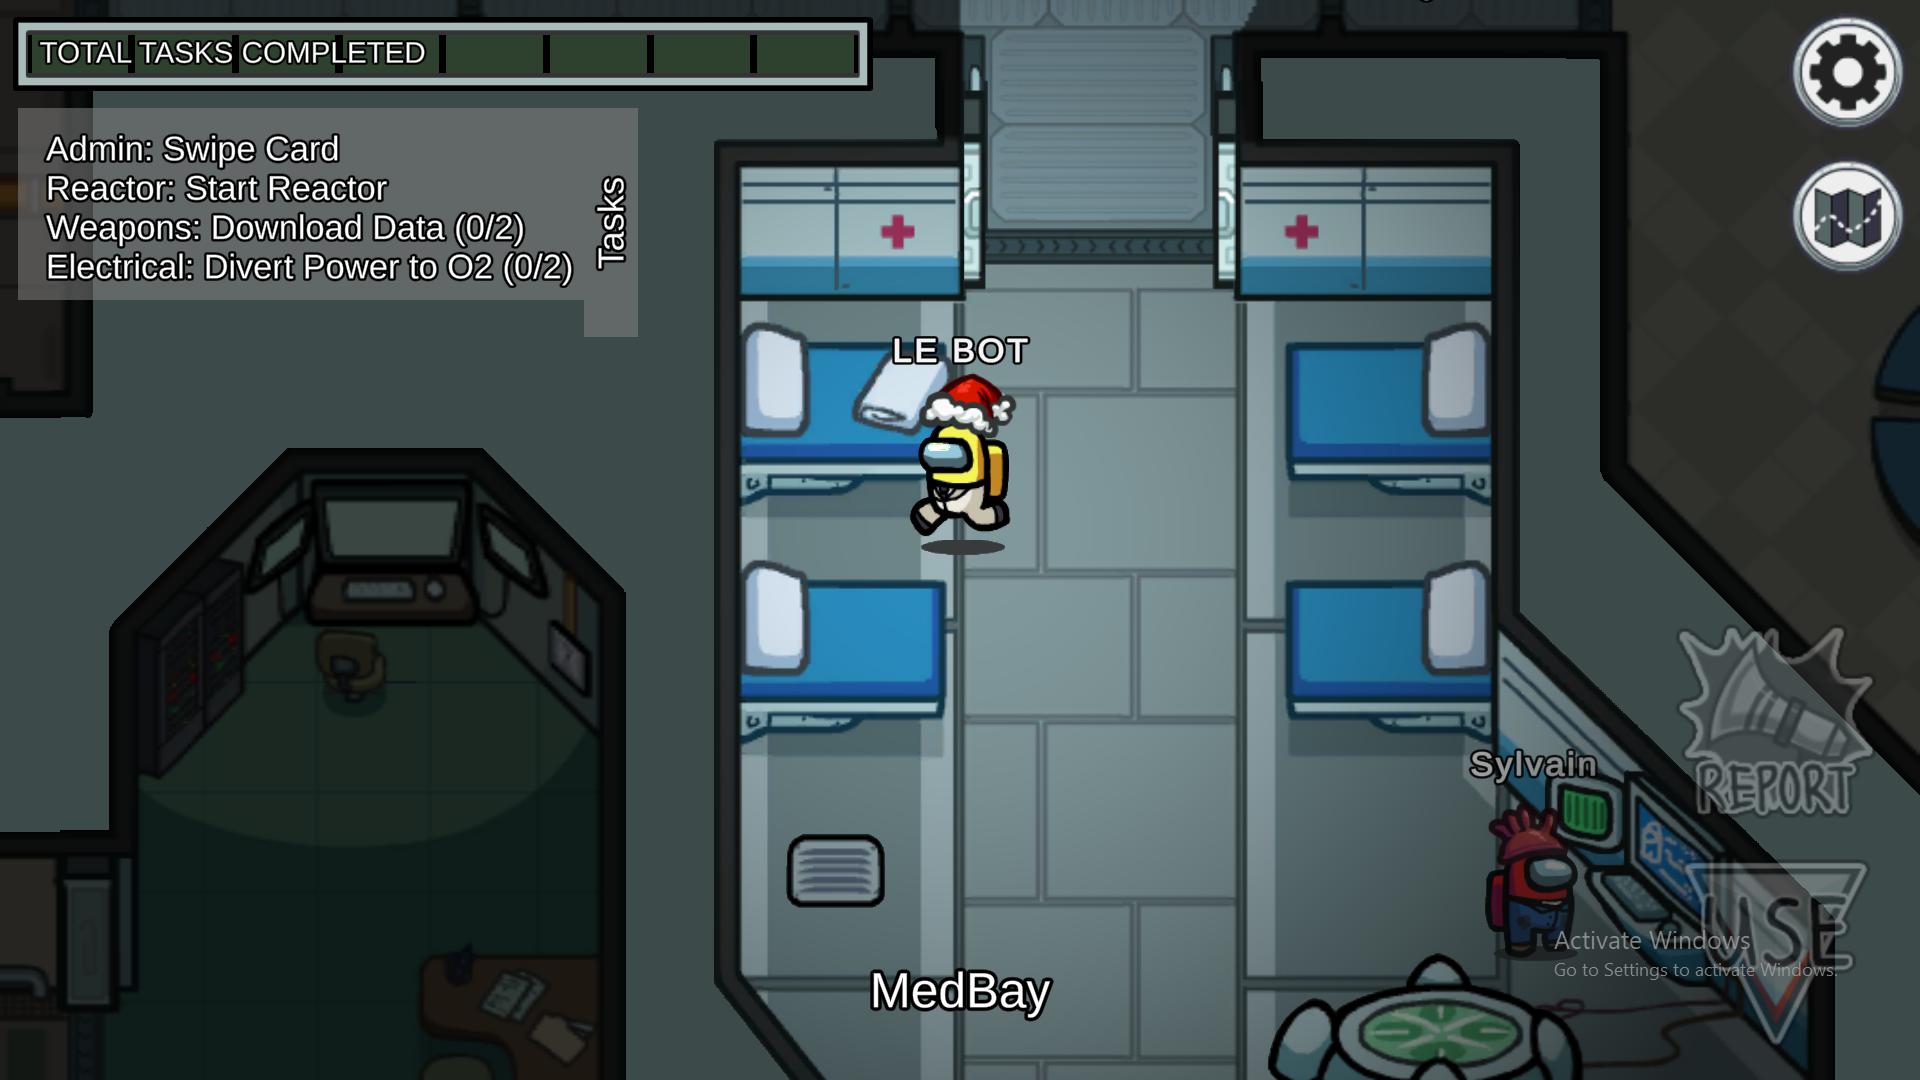 TOTAL TASKS COMPLETED
Admin: Swipe Card
Reactor: Start Reactor
Weapons: Download Data (0/2)
Electrical: Divert Power to O2 (0/2)
Tasks
LE BOT
Sylvain
REPORT
USE
Activate Windows
Go to Settings to activate Windows.
MedBay